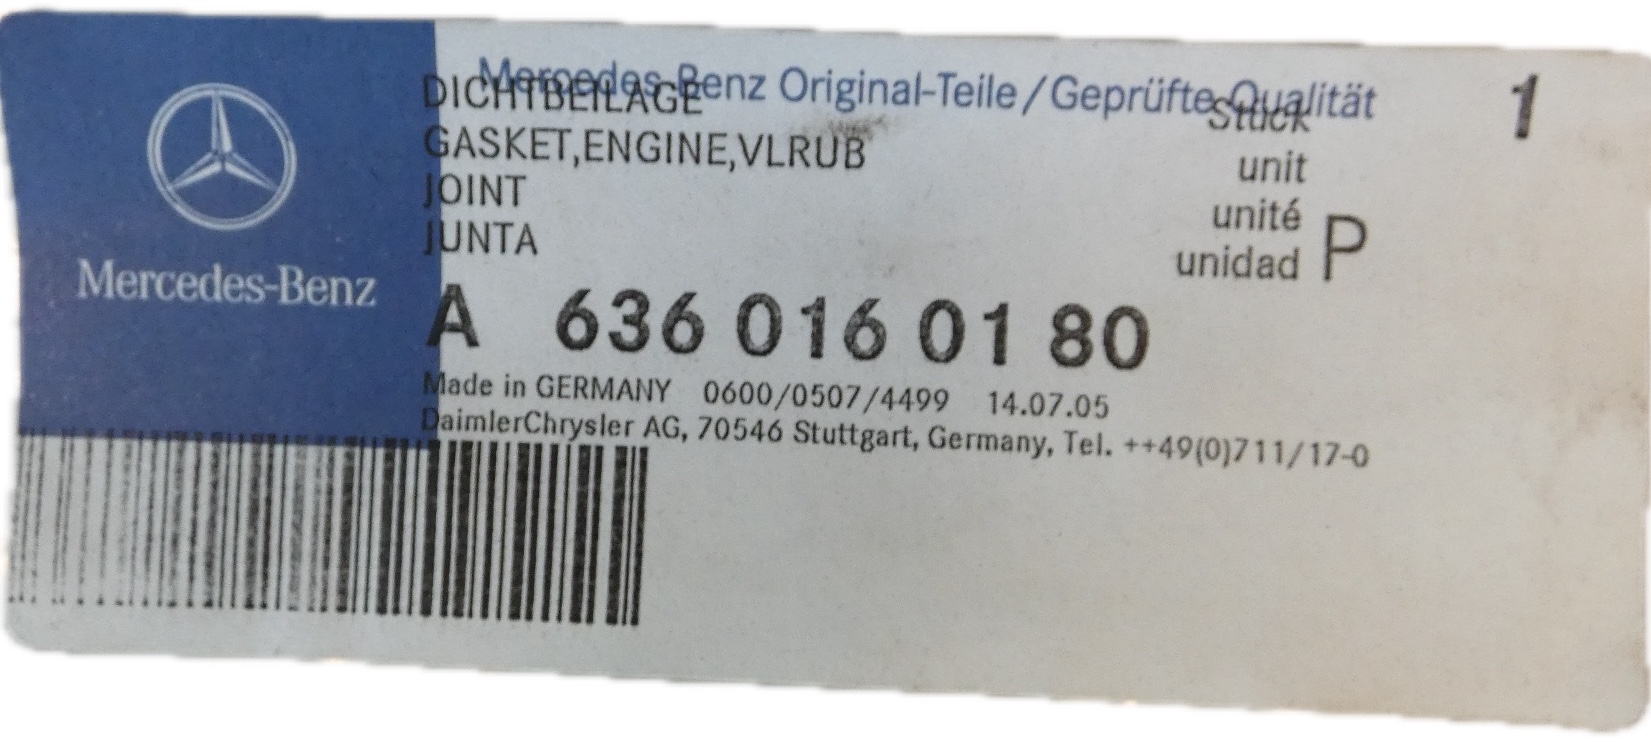 Mercedes-Benz Original-Teile/Geprüfte Qualität
DICHTBEILAGE Stück 1
GASKET,ENGINE,VLRUB unit
JOINT unité
JUNTA unidad P
Mercedes-Benz
A 636 016 01 80
Made in GERMANY 0600/0507/4499 14.07.05
DaimlerChrysler AG, 70546 Stuttgart, Germany, Tel. ++49(0)711/17-0